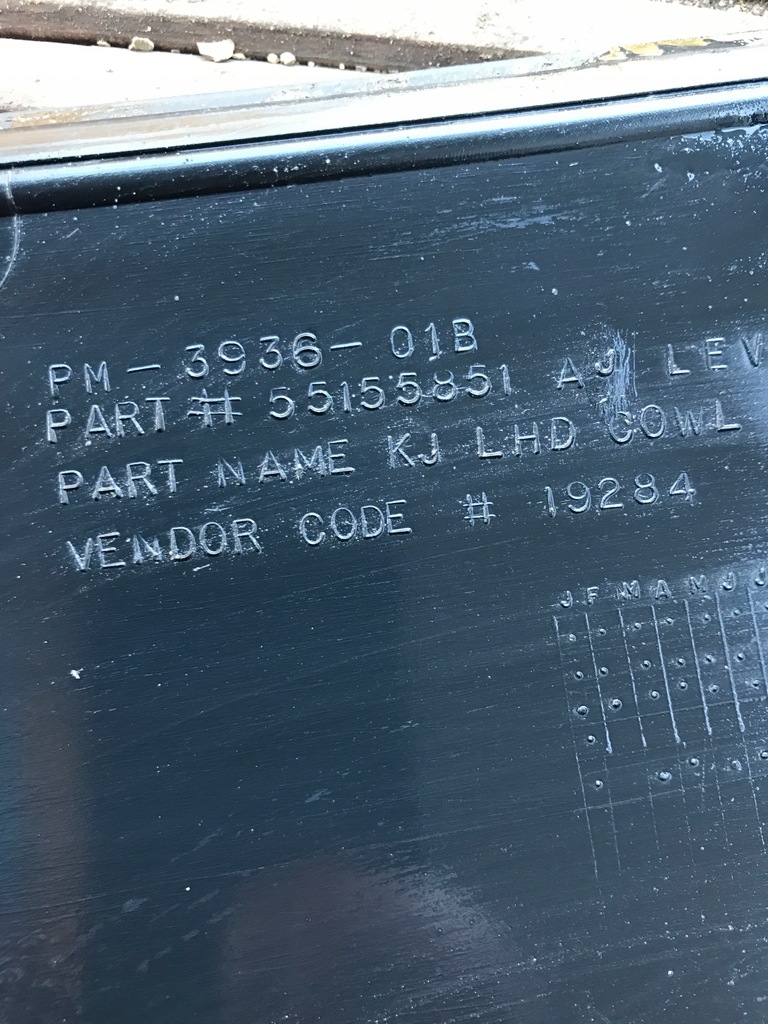 PM-3936-01B
PART # 55155851 AJ LEV
PART NAME KJ LHD COWL
VENDOR CODE # 19284
J F M A M J J